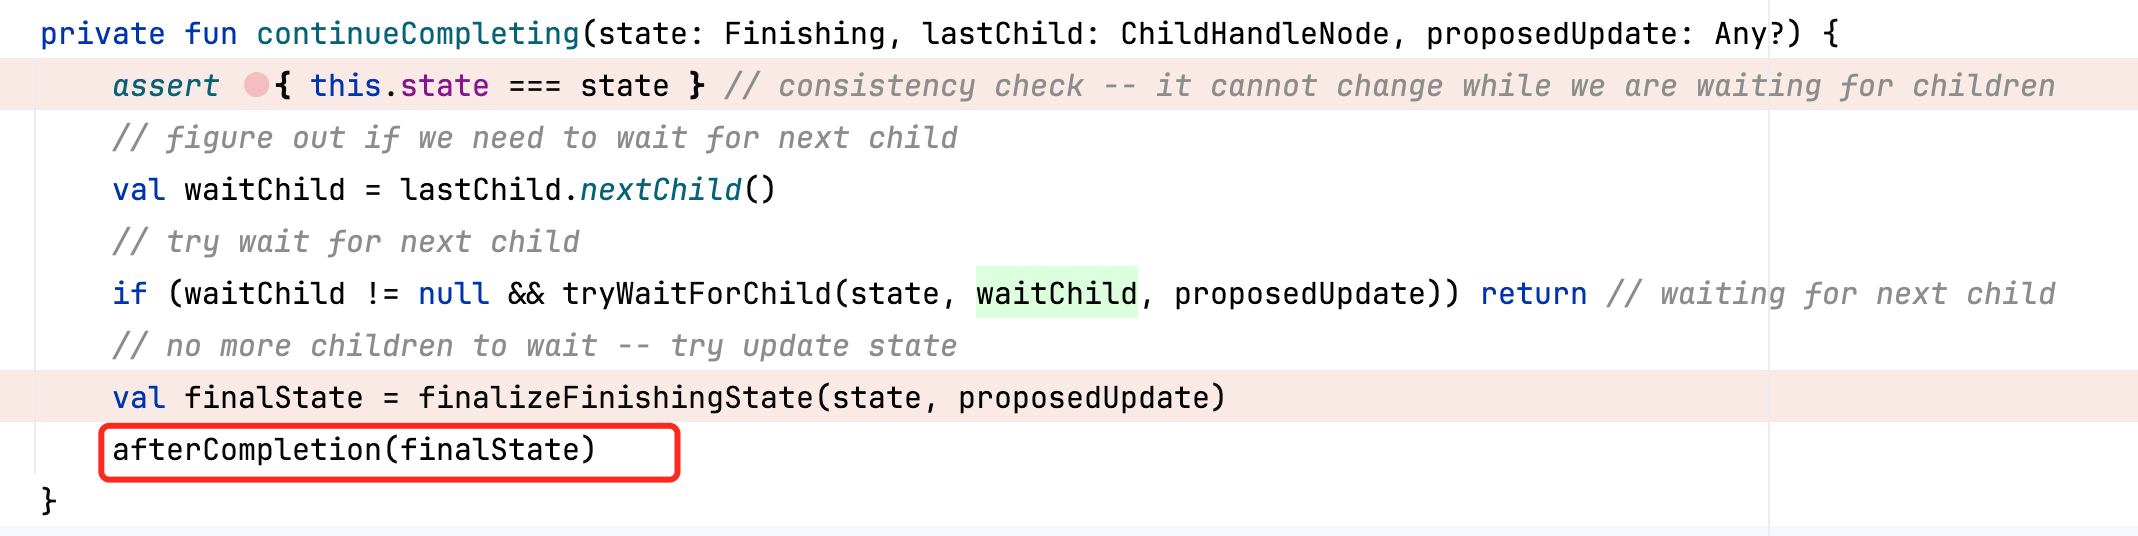 private fun continueCompleting(state: Finishing, lastChild: ChildHandleNode, proposedUpdate: Any?) {
assert { this.state === state } // consistency check -- it cannot change while we are waiting for children
// figure out if we need to wait for next child
val waitChild = lastChild.nextChild()
// try wait for next child
if (waitChild != null && tryWaitForChild(state, waitChild, proposedUpdate)) return // waiting for next child
// no more children to wait -- try update state
val finalState = finalizeFinishingState(state, proposedUpdate)
afterCompletion(finalState)
}